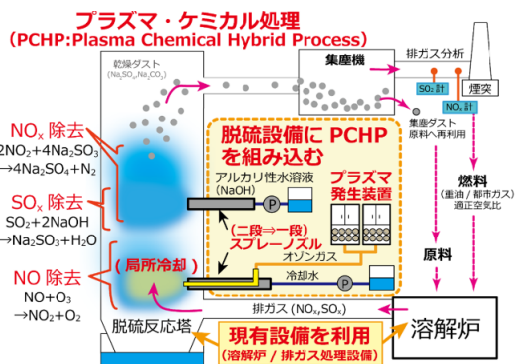 プラズマ・ケミカル処理
(PCHP:Plasma Chemical Hybrid Process)
乾燥ダスト
(Na₂SO₄,Na₂CO₃)
集塵機
排ガス分析
SO₂ 計
NOₓ 計
煙突
集塵ダスト
原料へ再利用
NOₓ 除去
2NO₂+4Na₂SO₃
→4Na₂SO₄+N₂
SOₓ 除去
SO₂+2NaOH
→Na₂SO₃+H₂O
NO 除去
NO+O₃
→NO₂+O₂
脱硫設備に PCHP
を組み込む
アルカリ性水溶液
(NaOH)
P
プラズマ
発生装置
(二段⇒一段)
スプレーノズル
オゾンガス
(局所冷却)
冷却水
P
燃料
(重油 / 都市ガス)
適正空気比
原料
排ガス (NOₓ,SOₓ)
脱硫反応塔
現有設備を利用
(溶解炉 / 排ガス処理設備)
溶解炉